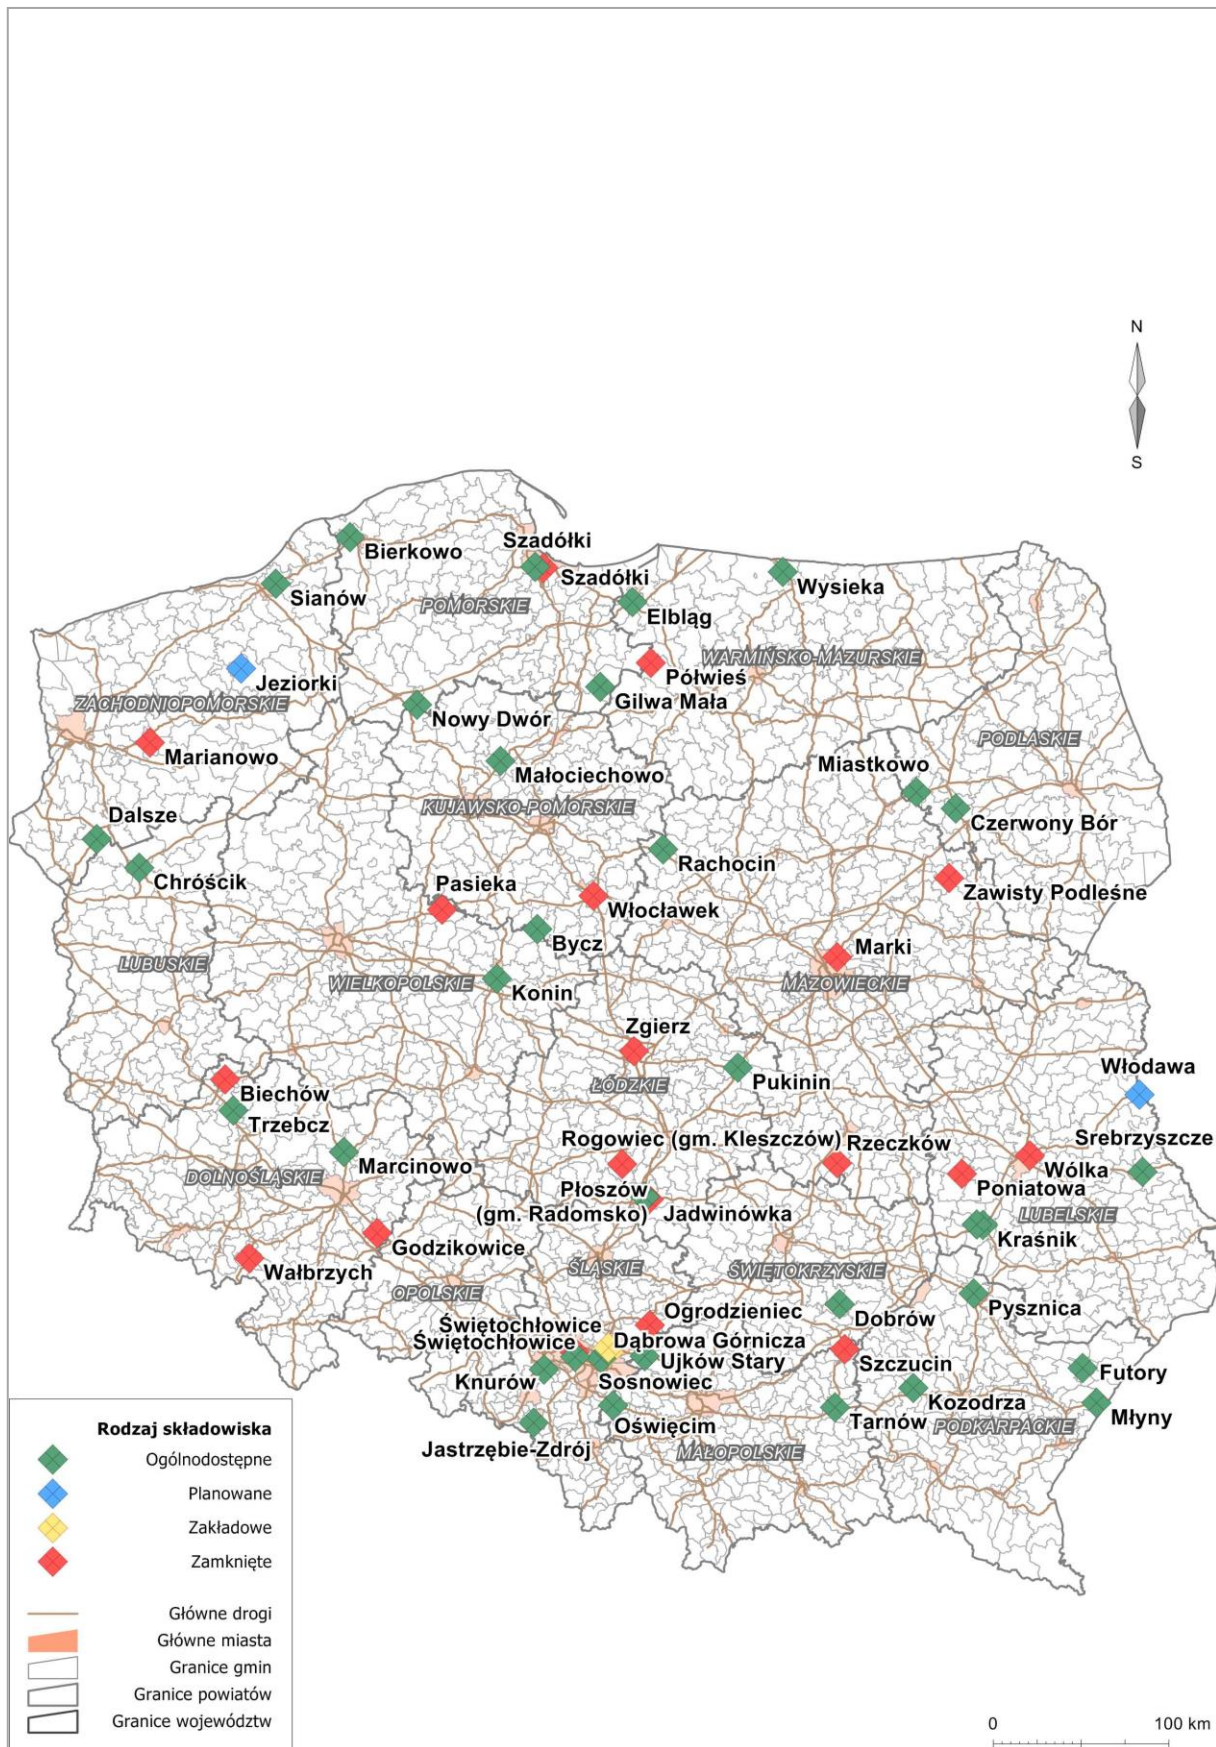 N
S
Bierkowo
Szadółki
Szadółki
Wysieka
Sianów
POMORSKIE
Elbląg
WARMIŃSKO-MAZURSKIE
Półwieś
Jeziorki
Gilwa Mała
ZACHODNIOPOMORSKIE
Nowy Dwór
PODLASKIE
Marianowo
Małociechowo
Miastkowo
KUJAWSKO-POMORSKIE
Dalsze
Czerwony Bór
Rachocin
Chróścik
Pasieka
Zawisty Podleśne
Włocławek
Bycz
Marki
LUBUSKIE
WIELKOPOLSKIE
Konin
MAZOWIECKIE
Zgierz
Włodawa
Biechów
ŁÓDZKIE
Pukinin
Trzebcz
Srebrzyszcze
Rogowiec (gm. Kleszczów)
Rzeczków
Marcinowo
Wólka
DOLNOŚLĄSKIE
Płoszów
(gm. Radomsko)
Jadwinówka
Poniatowa
LUBELSKIE
Kraśnik
Godzikowice
Wałbrzych
ŚLĄSKIE
ŚWIĘTOKRZYSKIE
OPOLSKIE
Pysznica
Ogrodzieniec
Dobrów
Świętochłowice
Świętochłowice
Dąbrowa Górnicza
Ujków Stary
Szczucin
Futory
Knurów
Sosnowiec
Kozodrza
Młyny
Oświęcim
Tarnów
PODKARPACKIE
Jastrzębie-Zdrój
MAŁOPOLSKIE
Rodzaj składowiska
Ogólnodostępne
Planowane
Zakładowe
Zamknięte
Główne drogi
Główne miasta
Granice gmin
Granice powiatów
Granice województw
0 100 km